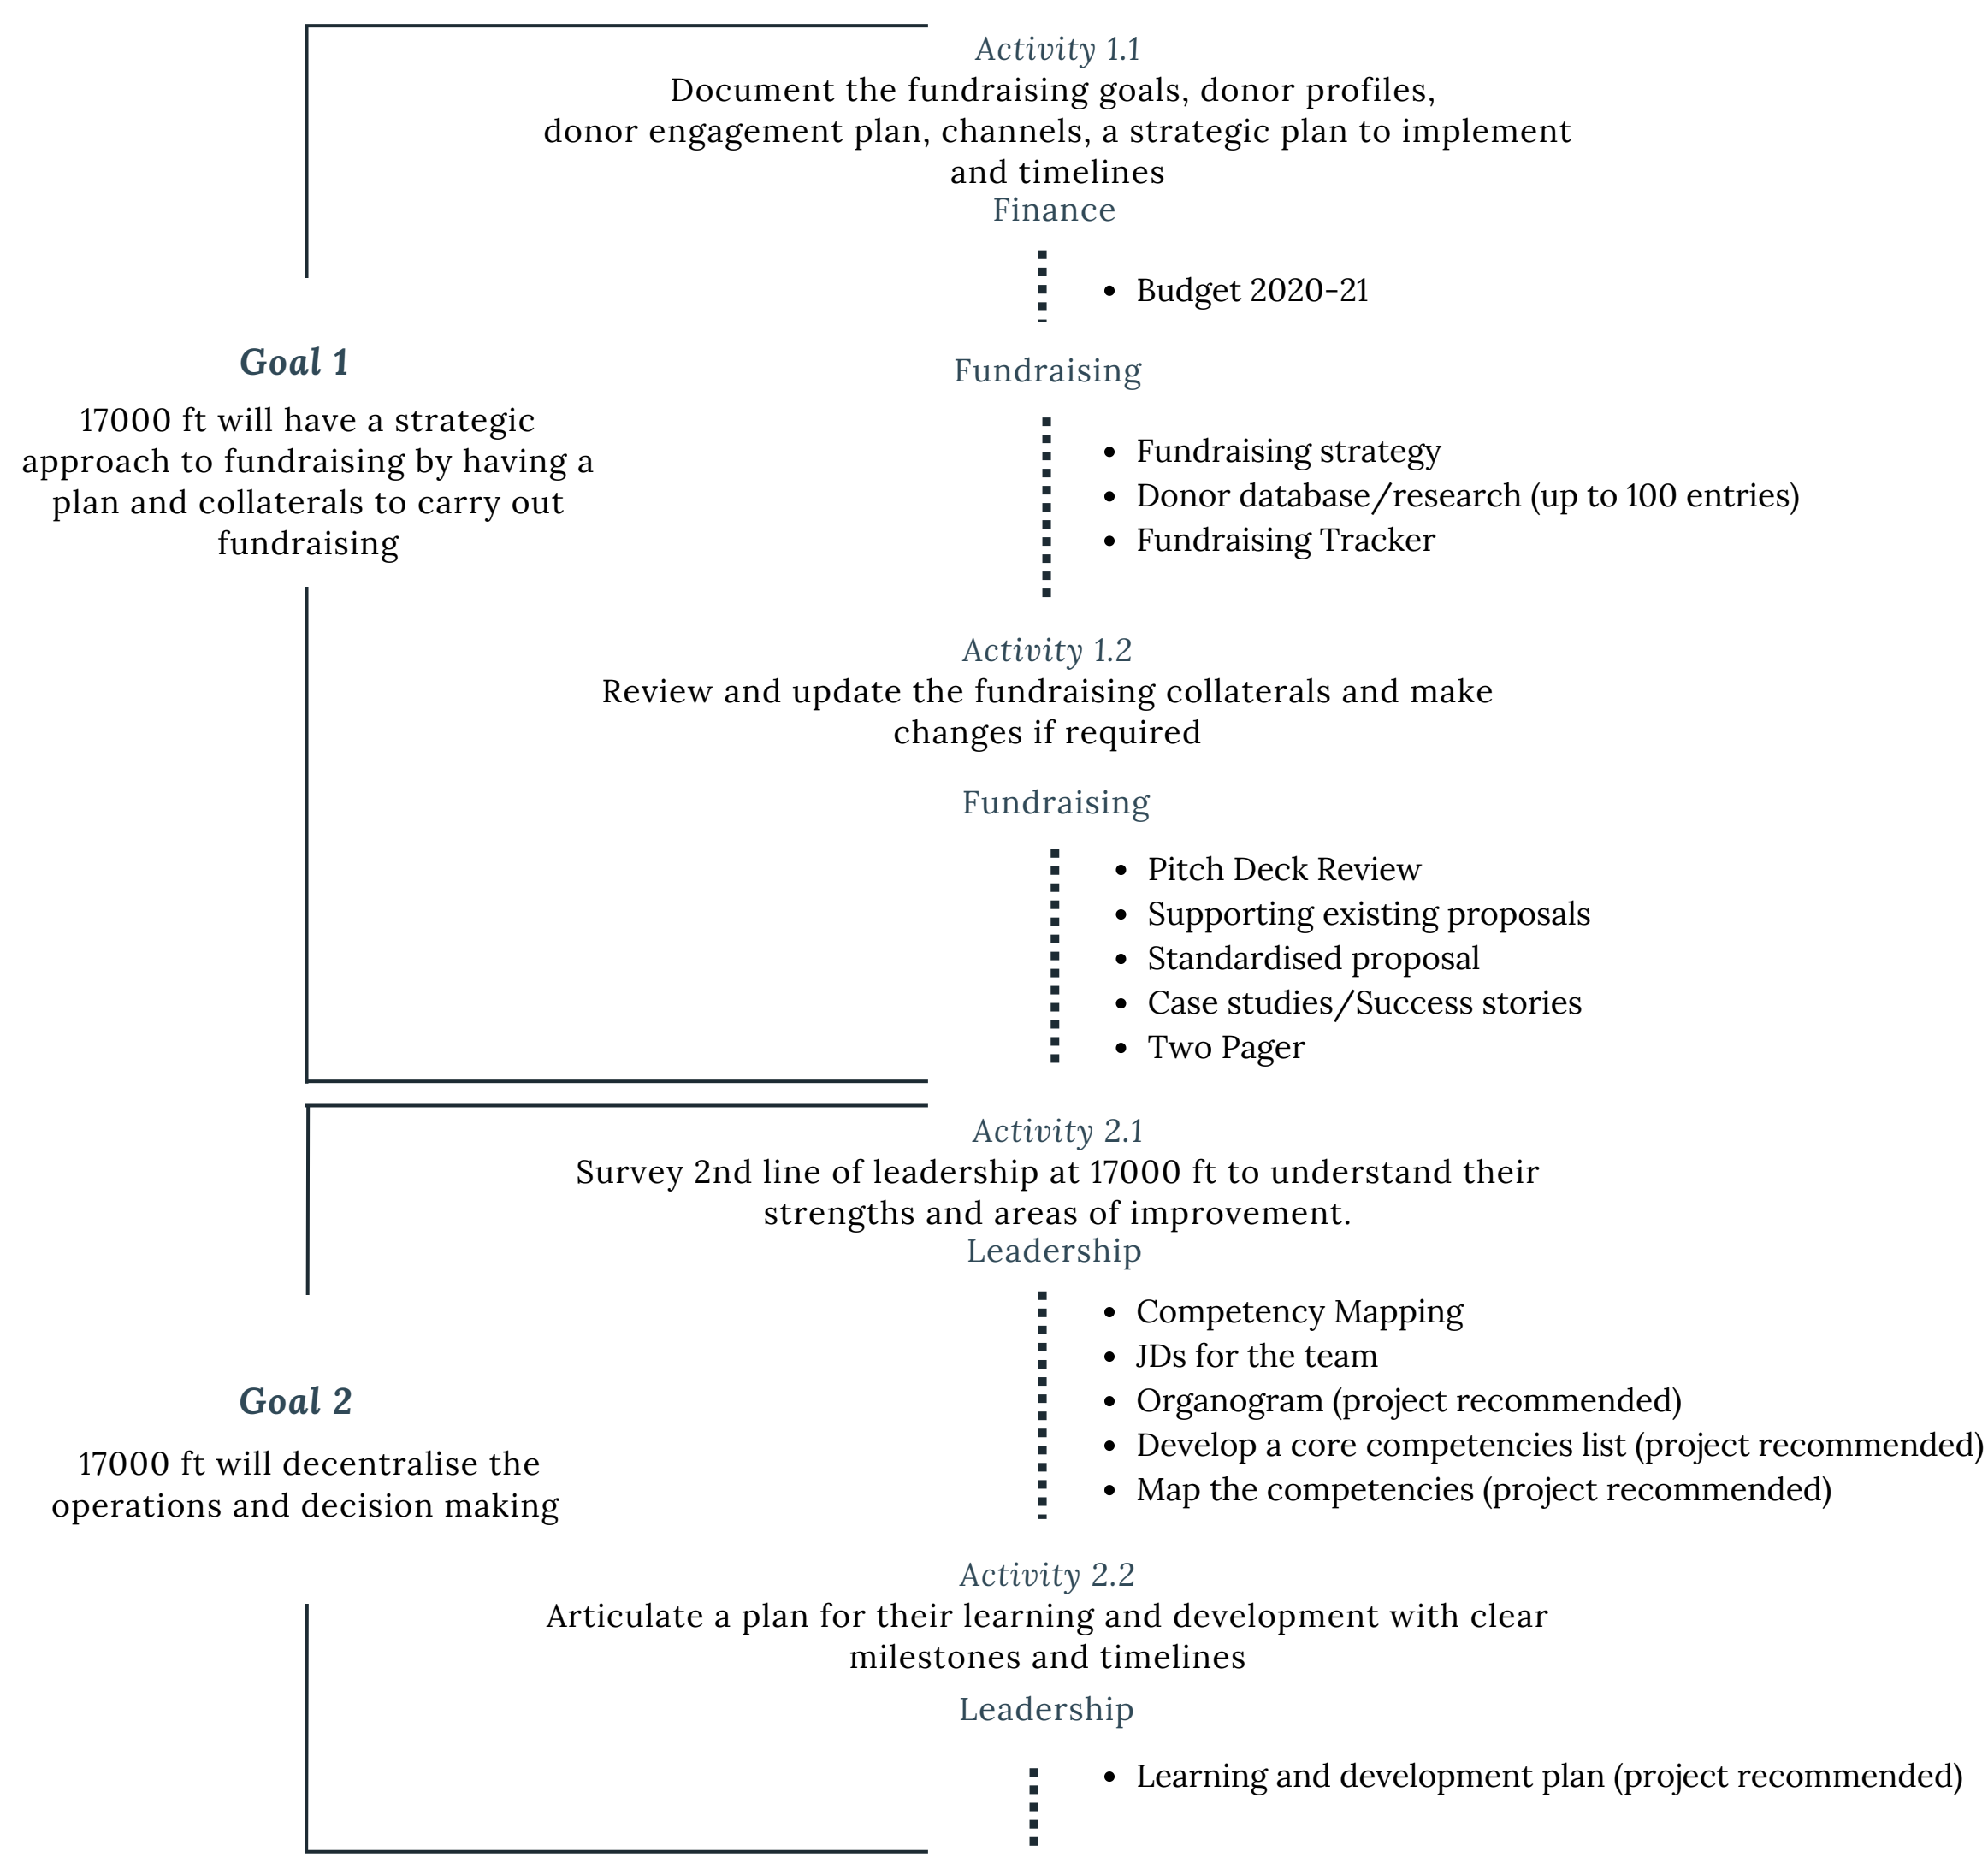 Activity 1.1
Document the fundraising goals, donor profiles,
donor engagement plan, channels, a strategic plan to implement
and timelines
Finance
Budget 2020-21
Goal 1
17000 ft will have a strategic
approach to fundraising by having a
plan and collaterals to carry out
fundraising
Fundraising
Fundraising strategy
Donor database/research (up to 100 entries)
Fundraising Tracker
Activity 1.2
Review and update the fundraising collaterals and make
changes if required
Fundraising
Pitch Deck Review
Supporting existing proposals
Standardised proposal
Case studies/Success stories
Two Pager
Activity 2.1
Survey 2nd line of leadership at 17000 ft to understand their
strengths and areas of improvement.
Leadership
Competency Mapping
JDs for the team
Organogram (project recommended)
Develop a core competencies list (project recommended)
Map the competencies (project recommended)
Goal 2
17000 ft will decentralise the
operations and decision making
Activity 2.2
Articulate a plan for their learning and development with clear
milestones and timelines
Leadership
Learning and development plan (project recommended)